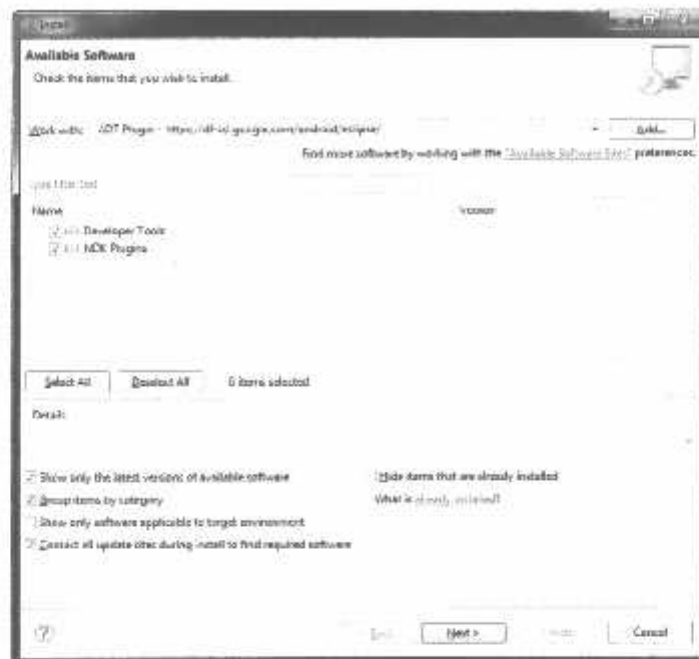 Install
Available Software
Check the items that you wish to install.
Work with: ADT Plugin - https://dl-ssl.google.com/android/eclipse/
Add...
Find more software by working with the "Available Software Sites" preferences.
type filter text
Name Version
Developer Tools
NDK Plugins
Select All Deselect All 6 items selected
Details
Show only the latest versions of available software Hide items that are already installed
Group items by category What is already installed?
Show only software applicable to target environment
Contact all update sites during install to find required software
? Next > Cancel